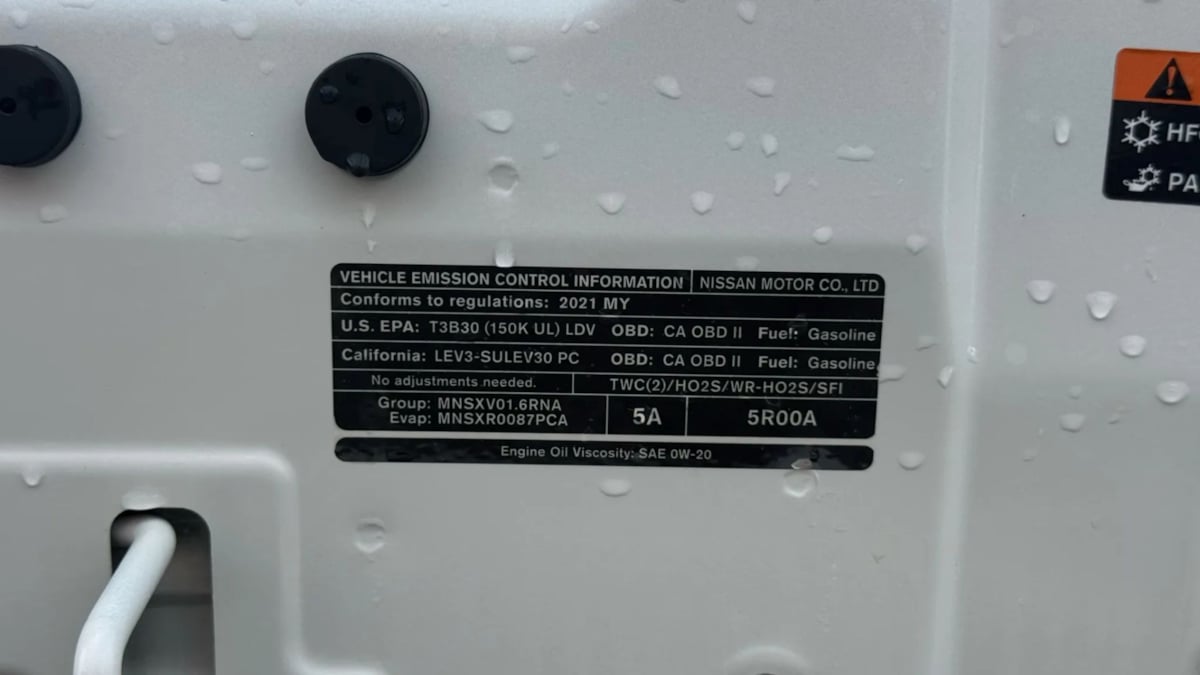 VEHICLE EMISSION CONTROL INFORMATION NISSAN MOTOR CO., LTD
Conforms to regulations: 2021 MY
U.S. EPA: T3B30 (150K UL) LDV OBD: CA OBD II Fuel: Gasoline
California: LEV3-SULEV30 PC OBD: CA OBD II Fuel: Gasoline
No adjustments needed. TWC(2)/HO2S/WR-HO2S/SFI
Group: MNSXV01.6RNA
Evap: MNSXR0087PCA
5A 5R00A
Engine Oil Viscosity: SAE 0W-20
HF
PA